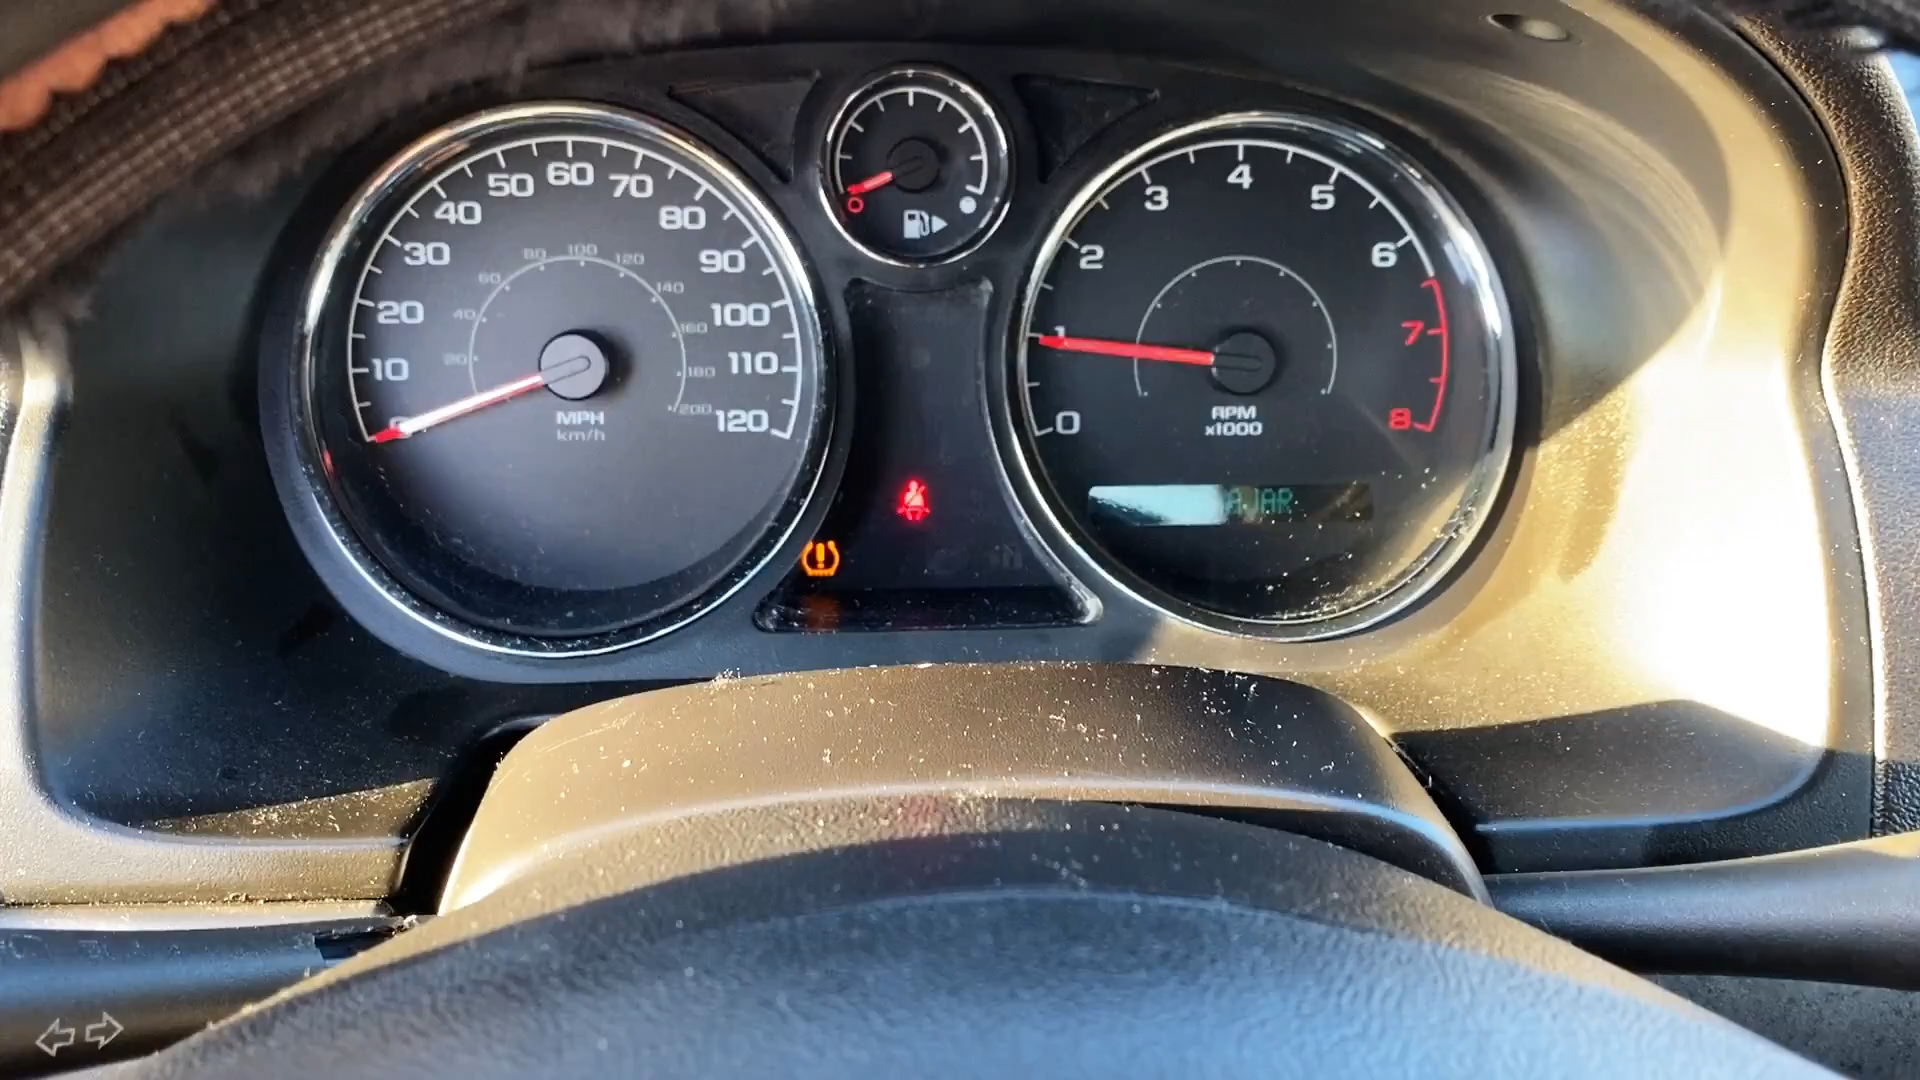 0 10 20 30 40 50 60 70 80 90 100 110 120
20 40 60 80 100 120 140 160 180 200
MPH
km/h
0 1 2 3 4 5 6 7 8
RPM
x1000
AJAR